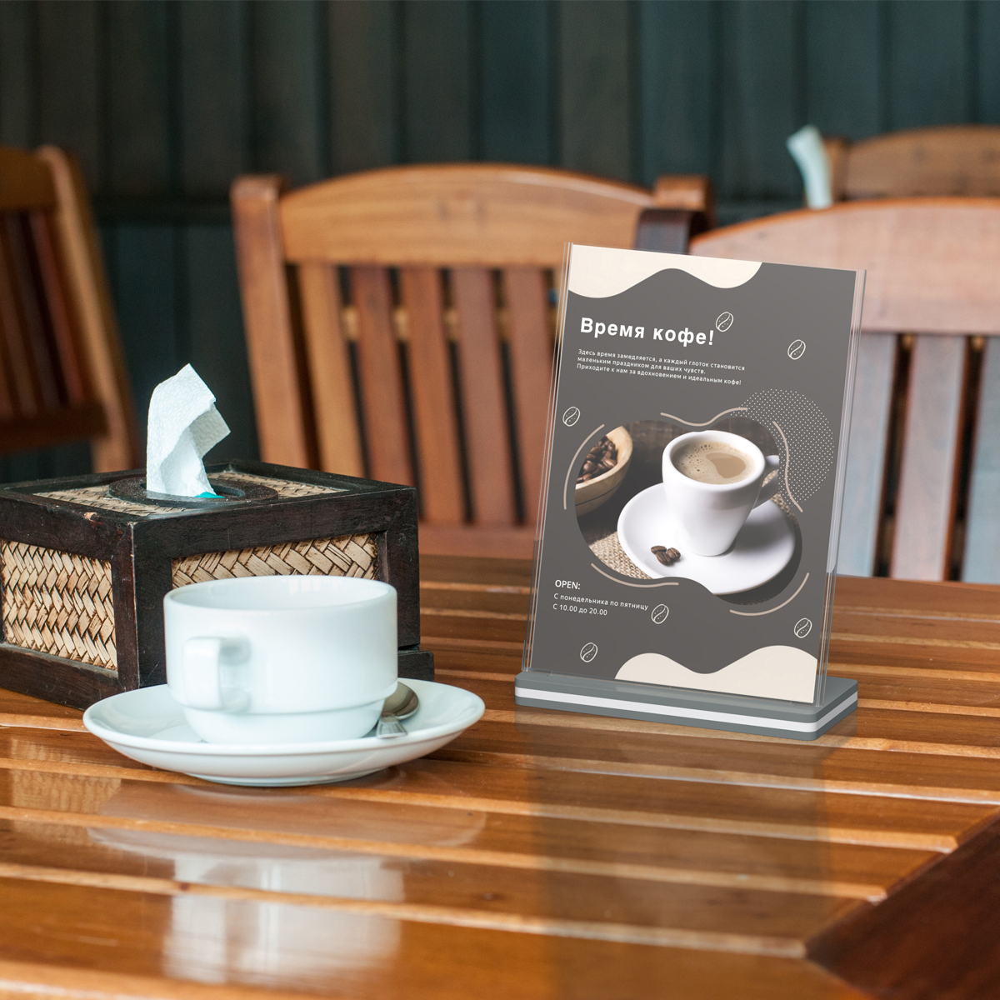 Время кофе!
Здесь время замедляется, а каждый глоток становится
маленьким праздником для ваших чувств.
Приходите к нам за вдохновением и идеальным кофе!
OPEN:
С понедельника по пятницу
С 10.00 до 20.00